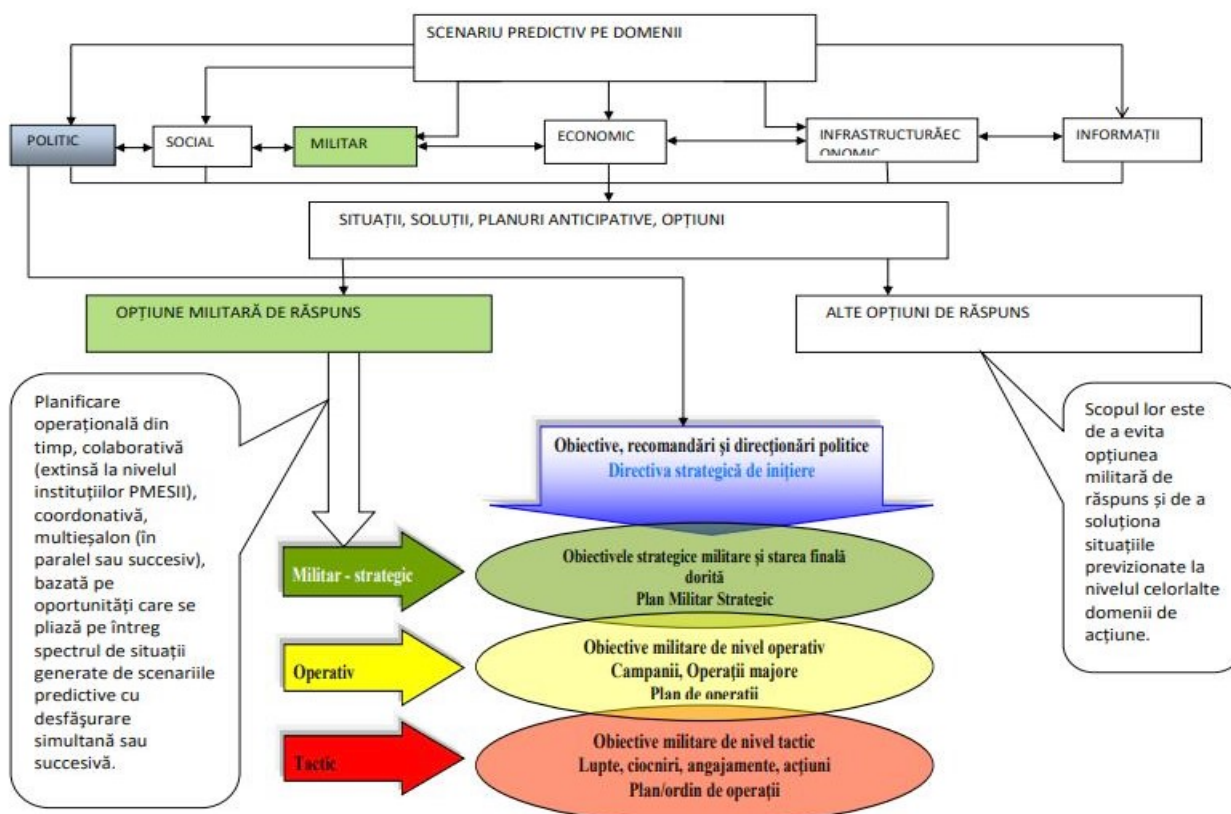 SCENARIU PREDICTIV PE DOMENII
POLITIC
SOCIAL
MILITAR
ECONOMIC
INFRASTRUCTURĂEC
ONOMIC
INFORMAȚII
SITUAȚII, SOLUȚII, PLANURI ANTICIPATIVE, OPȚIUNI
OPȚIUNE MILITARĂ DE RĂSPUNS
ALTE OPȚIUNI DE RĂSPUNS
Planificare
operațională din
timp, colaborativă
(extinsă la nivelul
instituțiilor PMESII),
coordonativă,
multieșalon (în
paralel sau succesiv),
bazată pe
oportunități care se
pliază pe întreg
spectrul de situații
generate de scenariile
predictive cu
desfăşurare
simultană sau
succesivă.
Obiective, recomandări și direcționări politice
Directiva strategică de inițiere
Scopul lor este
de a evita
opțiunea
militară de
răspuns și de a
soluționa
situațiile
previzionate la
nivelul celorlalte
domenii de
acțiune.
Militar - strategic
Obiectivele strategice militare și starea finală
dorită
Plan Militar Strategic
Operativ
Obiective militare de nivel operativ
Campanii, Operații majore
Plan de operații
Tactic
Obiective militare de nivel tactic
Lupte, ciocniri, angajamente, acțiuni
Plan/ordin de operații